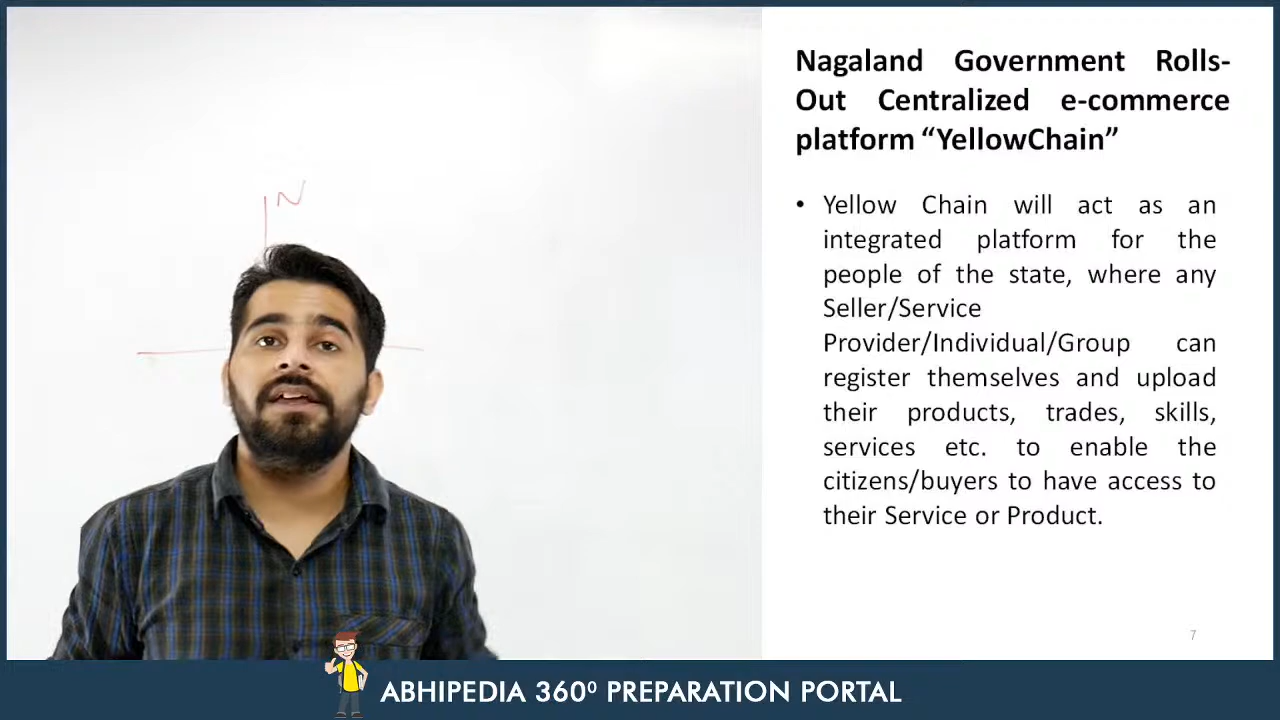 N
Nagaland Government Rolls-
Out Centralized e-commerce
platform “YellowChain”
• Yellow Chain will act as an
integrated platform for the
people of the state, where any
Seller/Service
Provider/Individual/Group can
register themselves and upload
their products, trades, skills,
services etc. to enable the
citizens/buyers to have access to
their Service or Product.
7
ABHIPEDIA 360⁰ PREPARATION PORTAL